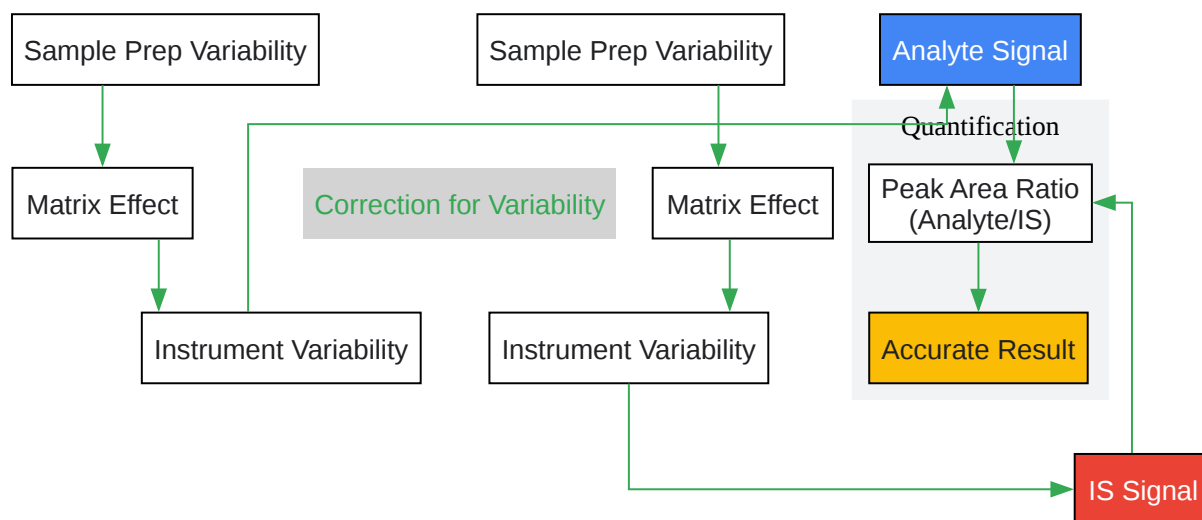 Sample Prep Variability
Sample Prep Variability
Analyte Signal
Quantification
Matrix Effect
Correction for Variability
Matrix Effect
Peak Area Ratio
(Analyte/IS)
Instrument Variability
Instrument Variability
Accurate Result
IS Signal